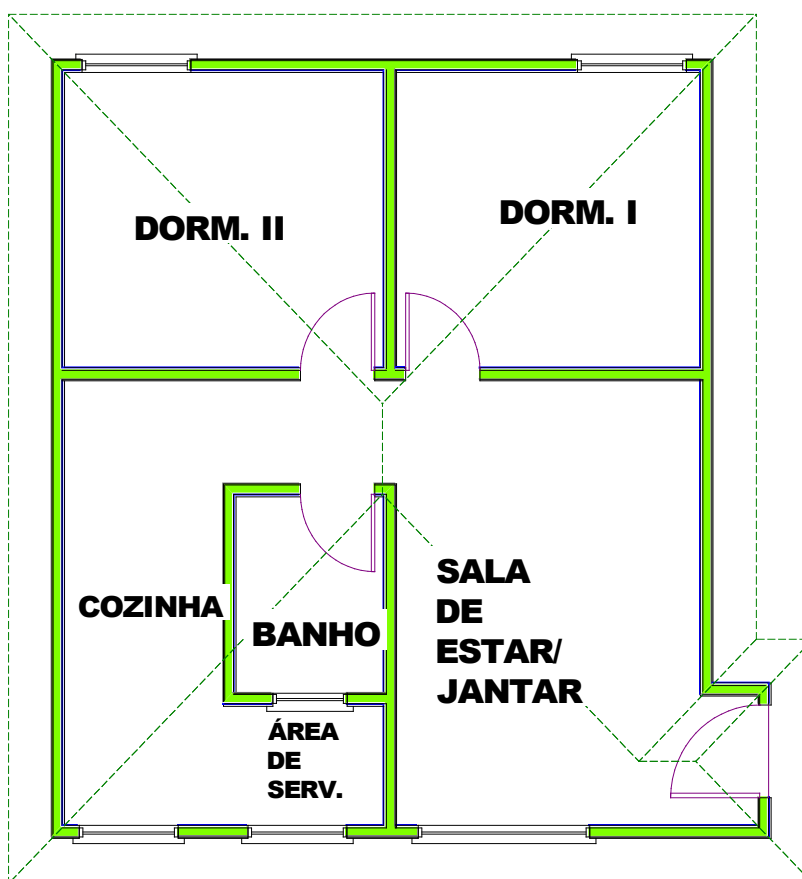 DORM. II
DORM. I
COZINHA
BANHO
SALA
DE
ESTAR/
JANTAR
ÁREA
DE
SERV.